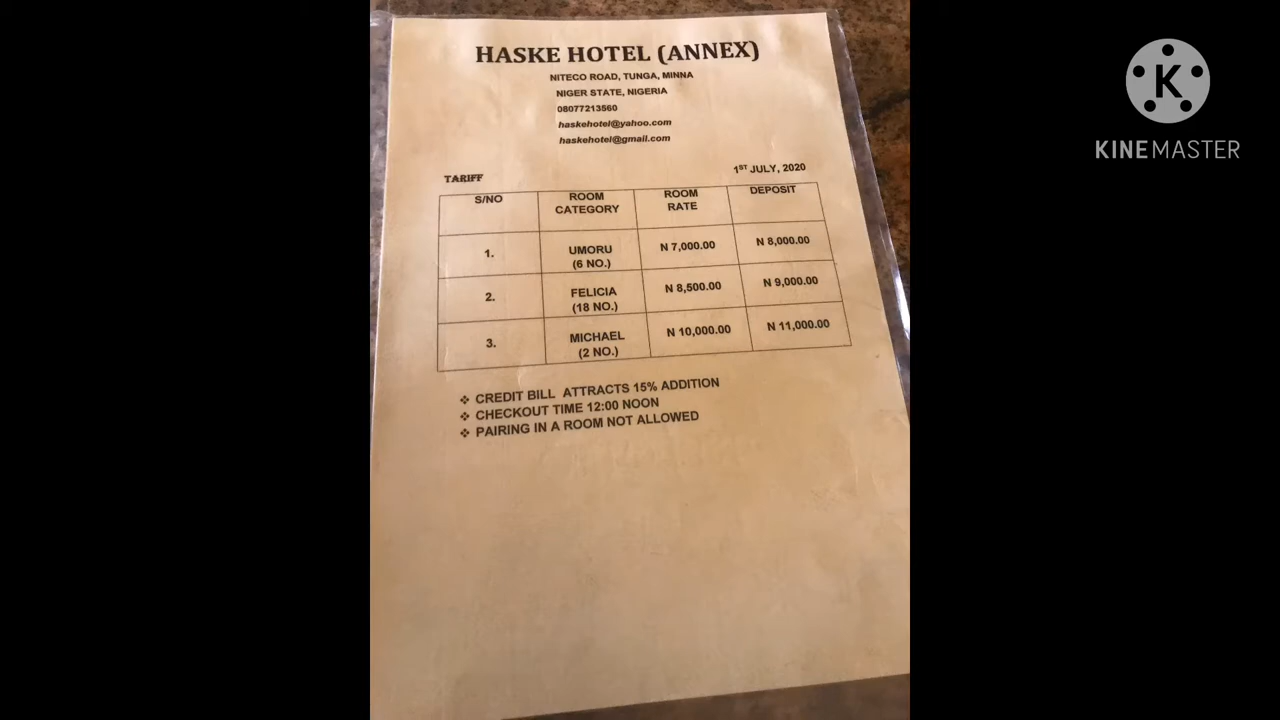 HASKE HOTEL (ANNEX)
NITECO ROAD, TUNGA, MINNA
NIGER STATE, NIGERIA
08077213560
haskehotel@yahoo.com
haskehotel@gmail.com
TARIFF
1ST JULY, 2020
S/NO ROOM CATEGORY ROOM RATE DEPOSIT
1. UMORU (6 NO.) N 7,000.00 N 8,000.00
2. FELICIA (18 NO.) N 8,500.00 N 9,000.00
3. MICHAEL (2 NO.) N 10,000.00 N 11,000.00
❖ CREDIT BILL ATTRACTS 15% ADDITION
❖ CHECKOUT TIME 12:00 NOON
❖ PAIRING IN A ROOM NOT ALLOWED
K
KINEMASTER